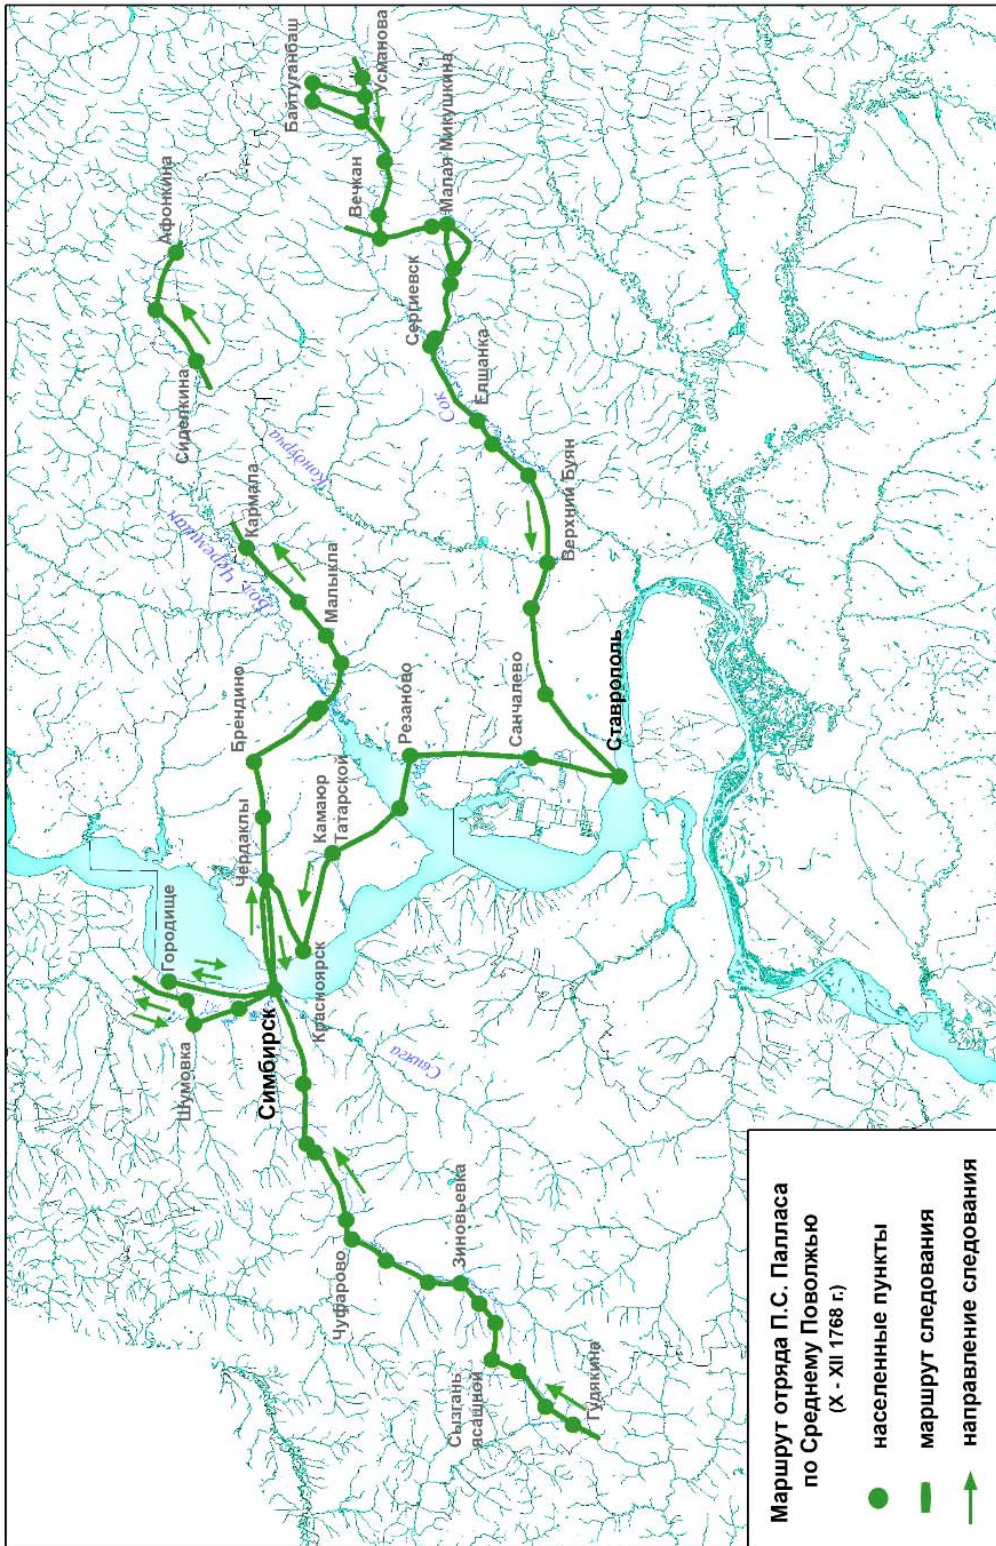 Байтуганбаш
Усманова
Афонкина
Вечкан
Малая Микушкина
Сиделкина
Сергиевск
Елшанка
Сок
Кондурча
Кармала
Бол. Черемшан
Верхний Буян
Малыкла
Брендино
Резаново
Санчалево
Ставрополь
Чердаклы
Камаюр
Татарской
Городище
Красноярск
Шумовка
Симбирск
Свияга
Чуфарово
Зиновьевка
Сызгань
ясашной
Гудякина
Маршрут отряда П.С. Палласа
по Среднему Поволжью
(X - XII 1768 г.)
населенные пункты
маршрут следования
направление следования